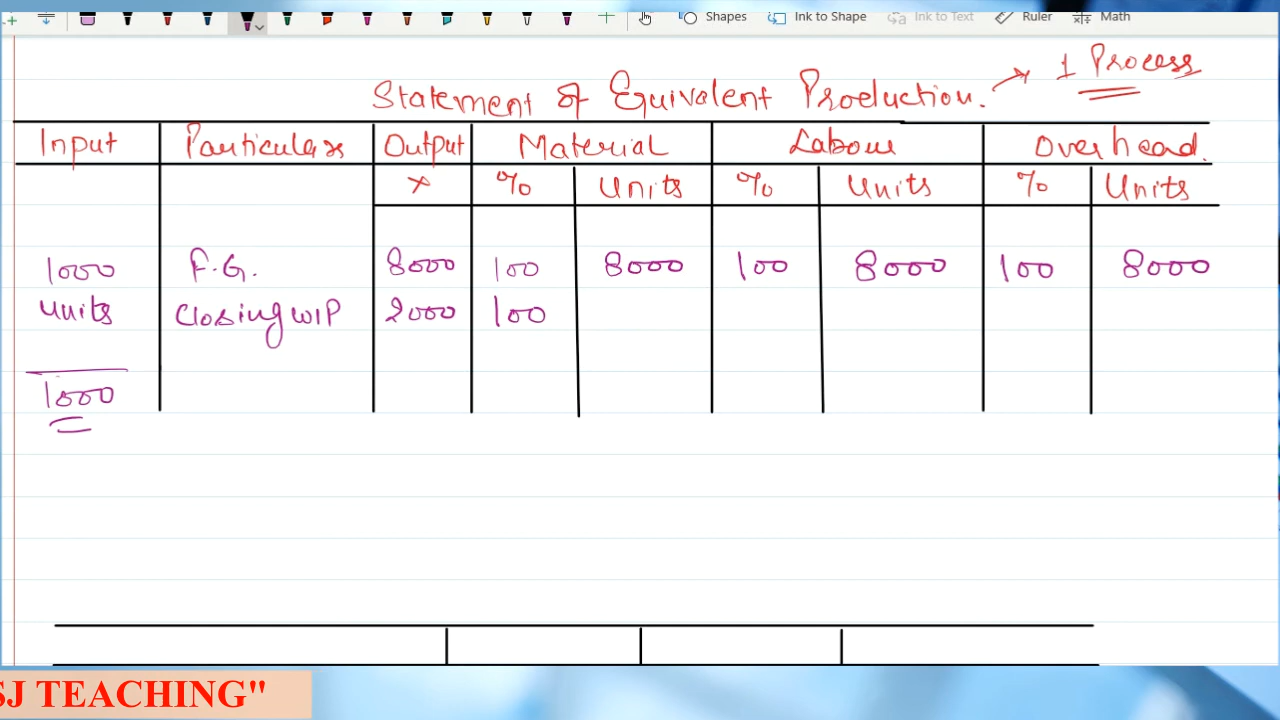 Shapes Ink to Shape Ink to Text Ruler Math
Statement of Equivalent Production. → 1 Process
Input Particulars Output Material Labour Overhead.
x % Units % Units % Units
1000 F.G. 8000 100 8000 100 8000 100 8000
Units Closing WIP 2000 100
1000
SJ TEACHING"